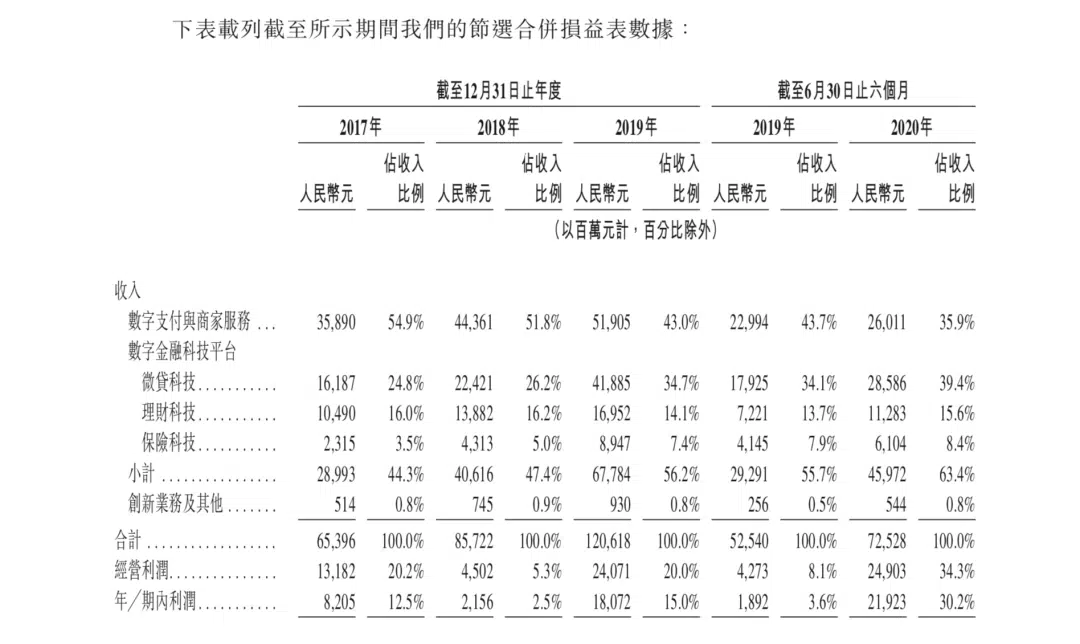 下表載列截至所示期間我們的節選合併損益表數據：
截至12月31日止年度 截至6月30日止六個月
2017年 2018年 2019年 2019年 2020年
佔收入 佔收入 佔收入 佔收入 佔收入
人民幣元 比例 人民幣元 比例 人民幣元 比例 人民幣元 比例 人民幣元 比例
（以百萬元計，百分比除外）
收入
數字支付與商家服務 ... 35,890 54.9% 44,361 51.8% 51,905 43.0% 22,994 43.7% 26,011 35.9%
數字金融科技平台
微貸科技........... 16,187 24.8% 22,421 26.2% 41,885 34.7% 17,925 34.1% 28,586 39.4%
理財科技........... 10,490 16.0% 13,882 16.2% 16,952 14.1% 7,221 13.7% 11,283 15.6%
保險科技........... 2,315 3.5% 4,313 5.0% 8,947 7.4% 4,145 7.9% 6,104 8.4%
小計 ................ 28,993 44.3% 40,616 47.4% 67,784 56.2% 29,291 55.7% 45,972 63.4%
創新業務及其他 ....... 514 0.8% 745 0.9% 930 0.8% 256 0.5% 544 0.8%
合計 .................. 65,396 100.0% 85,722 100.0% 120,618 100.0% 52,540 100.0% 72,528 100.0%
經營利潤............... 13,182 20.2% 4,502 5.3% 24,071 20.0% 4,273 8.1% 24,903 34.3%
年／期內利潤........... 8,205 12.5% 2,156 2.5% 18,072 15.0% 1,892 3.6% 21,923 30.2%